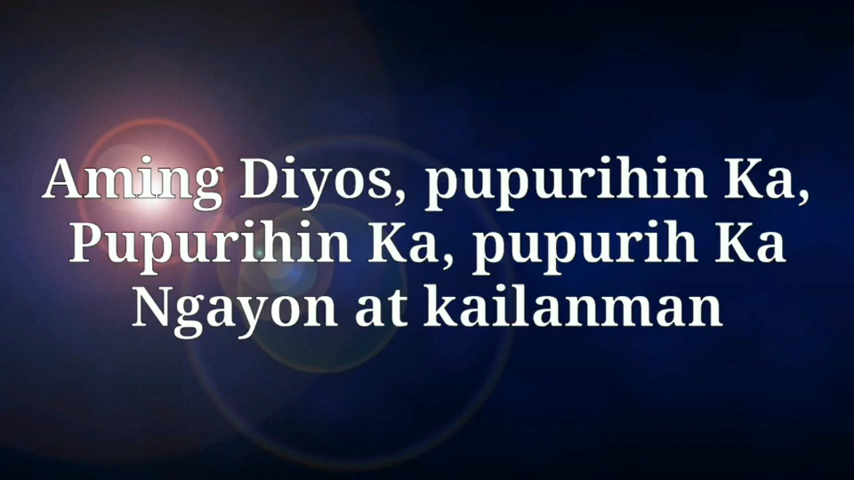 Aming Diyos, pupurihin Ka,
Pupurihin Ka, pupurih Ka
Ngayon at kailanman